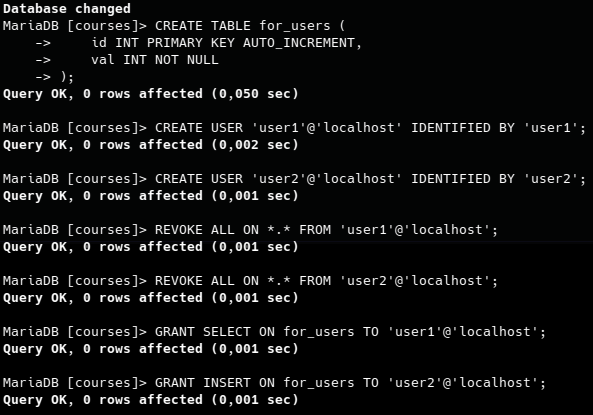 Database changed
MariaDB [courses]> CREATE TABLE for_users (
    ->     id INT PRIMARY KEY AUTO_INCREMENT,
    ->     val INT NOT NULL
    -> );
Query OK, 0 rows affected (0,050 sec)

MariaDB [courses]> CREATE USER 'user1'@'localhost' IDENTIFIED BY 'user1';
Query OK, 0 rows affected (0,002 sec)

MariaDB [courses]> CREATE USER 'user2'@'localhost' IDENTIFIED BY 'user2';
Query OK, 0 rows affected (0,001 sec)

MariaDB [courses]> REVOKE ALL ON *.* FROM 'user1'@'localhost';
Query OK, 0 rows affected (0,001 sec)

MariaDB [courses]> REVOKE ALL ON *.* FROM 'user2'@'localhost';
Query OK, 0 rows affected (0,001 sec)

MariaDB [courses]> GRANT SELECT ON for_users TO 'user1'@'localhost';
Query OK, 0 rows affected (0,001 sec)

MariaDB [courses]> GRANT INSERT ON for_users TO 'user2'@'localhost';
Query OK, 0 rows affected (0,001 sec)